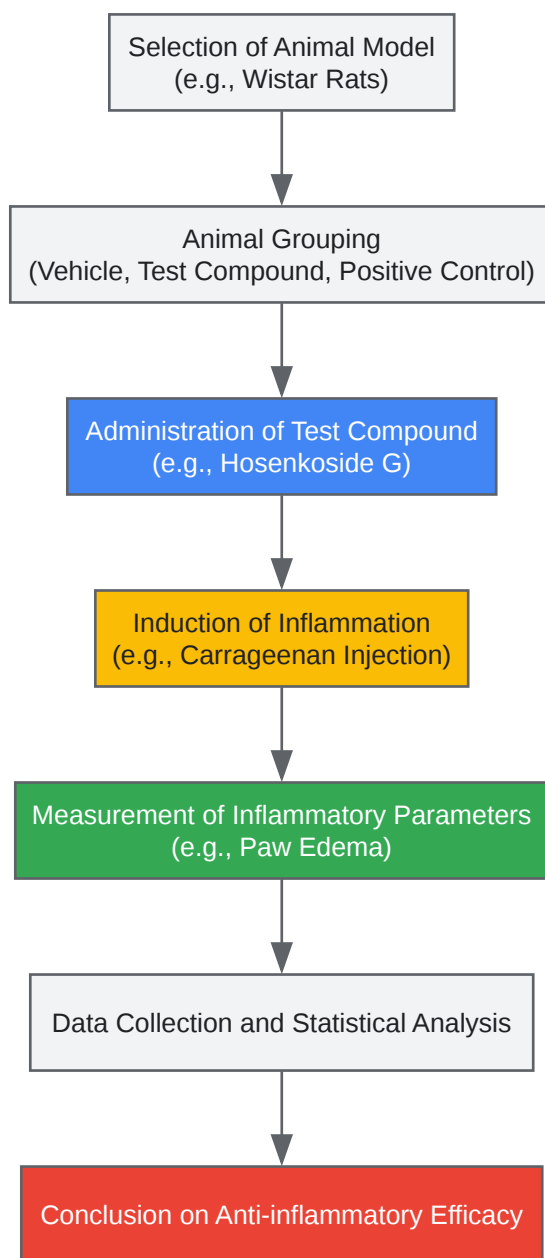 Selection of Animal Model
(e.g., Wistar Rats)
Animal Grouping
(Vehicle, Test Compound, Positive Control)
Administration of Test Compound
(e.g., Hosenkoside G)
Induction of Inflammation
(e.g., Carrageenan Injection)
Measurement of Inflammatory Parameters
(e.g., Paw Edema)
Data Collection and Statistical Analysis
Conclusion on Anti-inflammatory Efficacy